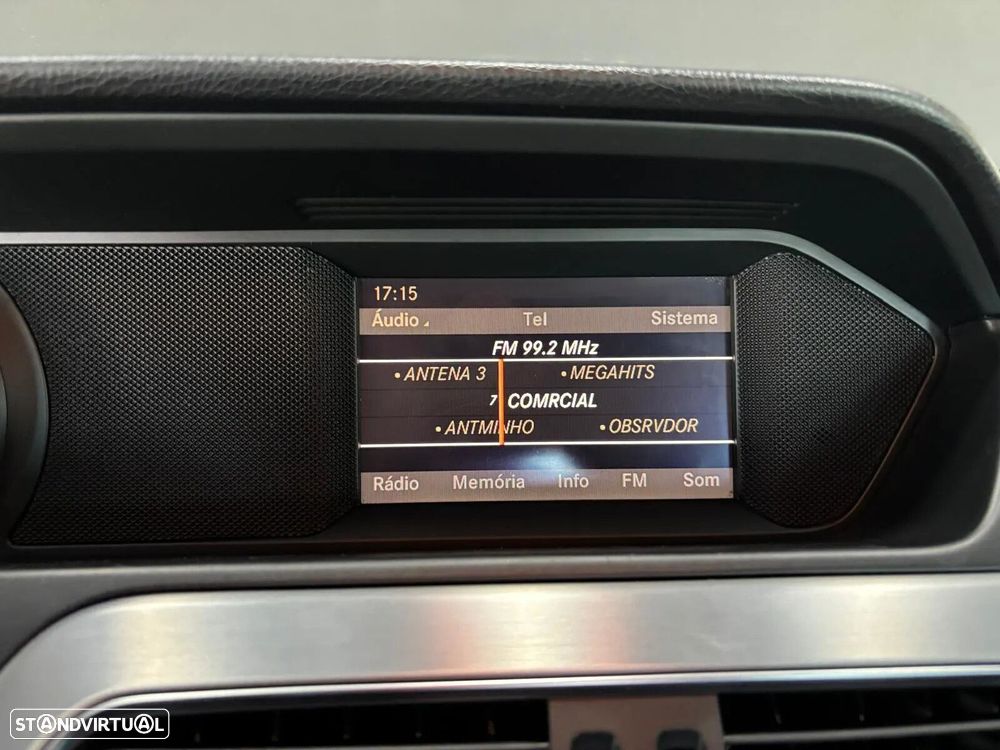 17:15
Áudio Tel Sistema
FM 99.2 MHz
• ANTENA 3 • MEGAHITS
7 COMRCIAL
• ANTMINHO • OBSRVDOR
Rádio Memória Info FM Som
STANDVIRTUAL